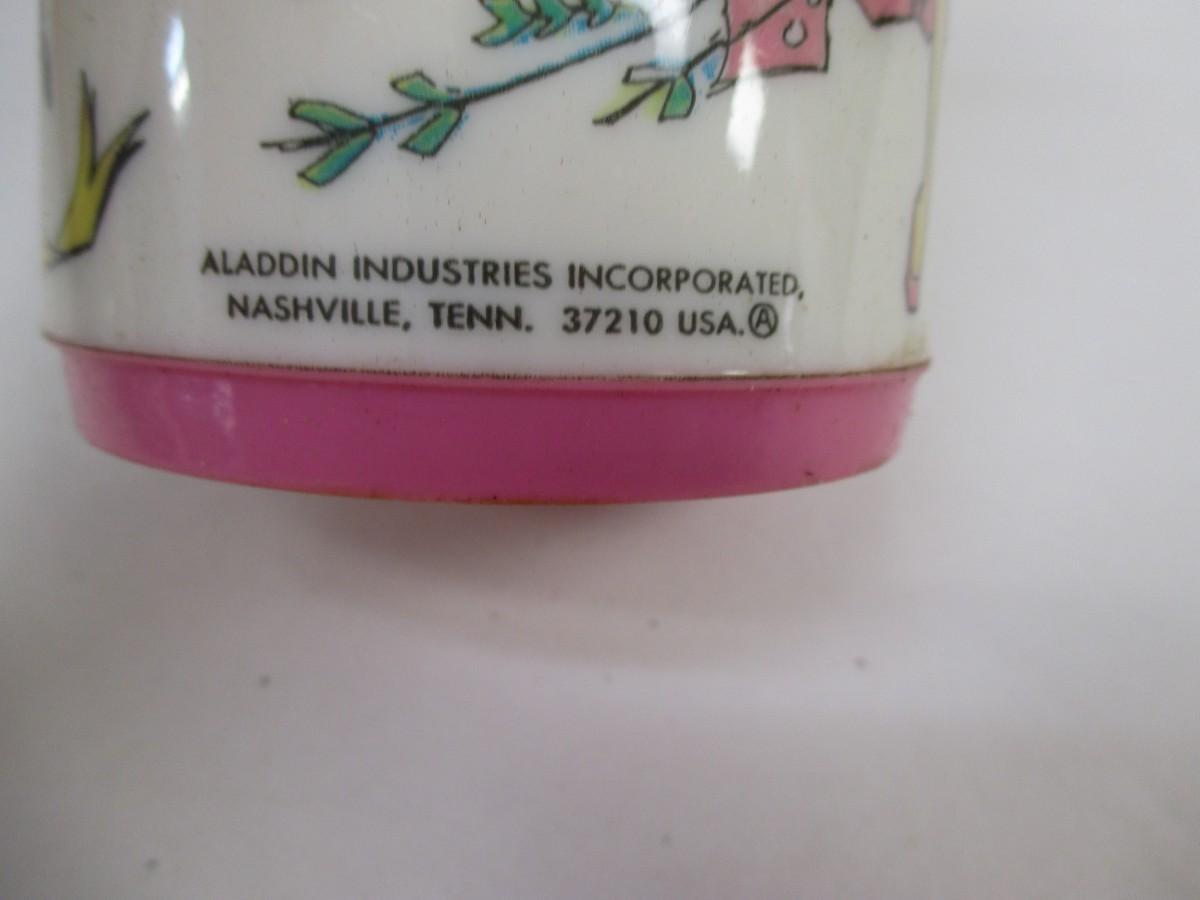 ALADDIN INDUSTRIES INCORPORATED,
NASHVILLE, TENN. 37210 USA.Ⓐ